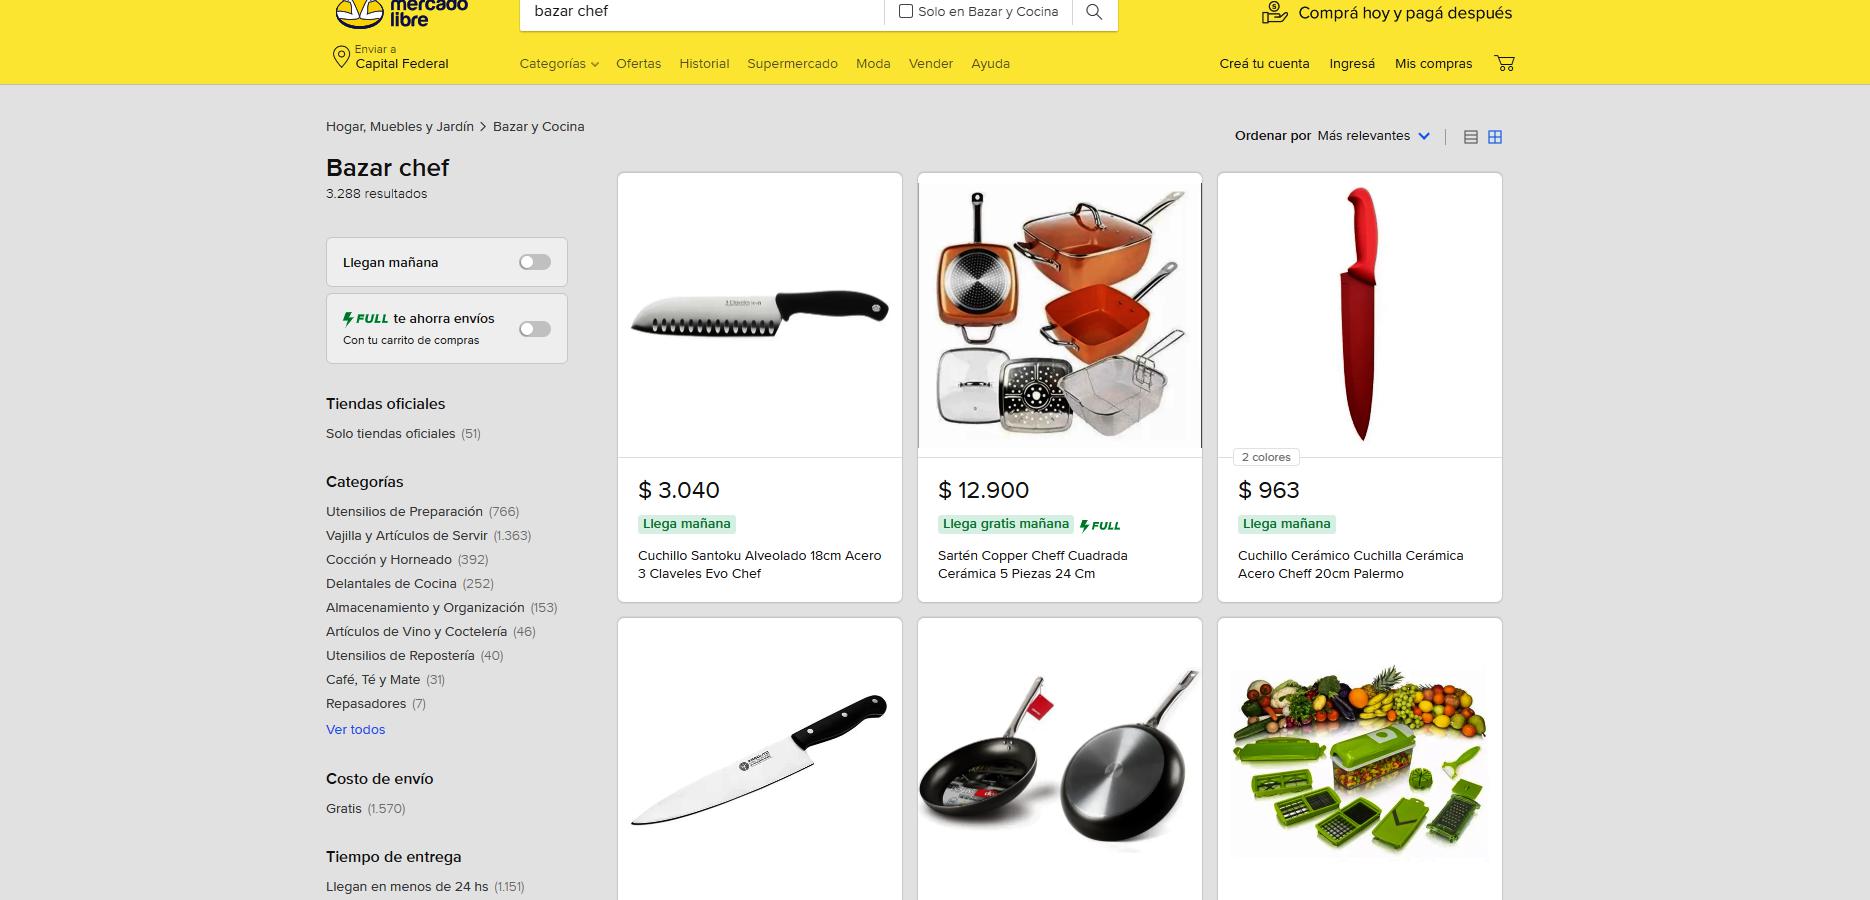 mercado
libre
bazar chef
Solo en Bazar y Cocina
Comprá hoy y pagá después
Enviar a
Capital Federal
Categorías Ofertas Historial Supermercado Moda Vender Ayuda
Creá tu cuenta Ingresá Mis compras
Hogar, Muebles y Jardín > Bazar y Cocina
Ordenar por Más relevantes
Bazar chef
3.288 resultados
Llegan mañana
FULL te ahorra envíos
Con tu carrito de compras
Tiendas oficiales
Solo tiendas oficiales (51)
Categorías
Utensilios de Preparación (766)
Vajilla y Artículos de Servir (1.363)
Cocción y Horneado (392)
Delantales de Cocina (252)
Almacenamiento y Organización (153)
Artículos de Vino y Coctelería (46)
Utensilios de Repostería (40)
Café, Té y Mate (31)
Repasadores (7)
Ver todos
Costo de envío
Gratis (1.570)
Tiempo de entrega
Llegan en menos de 24 hs (1.151)
$ 3.040
Llega mañana
Cuchillo Santoku Alveolado 18cm Acero
3 Claveles Evo Chef
$ 12.900
Llega gratis mañana FULL
Sartén Copper Cheff Cuadrada
Cerámica 5 Piezas 24 Cm
2 colores
$ 963
Llega mañana
Cuchillo Cerámico Cuchilla Cerámica
Acero Cheff 20cm Palermo